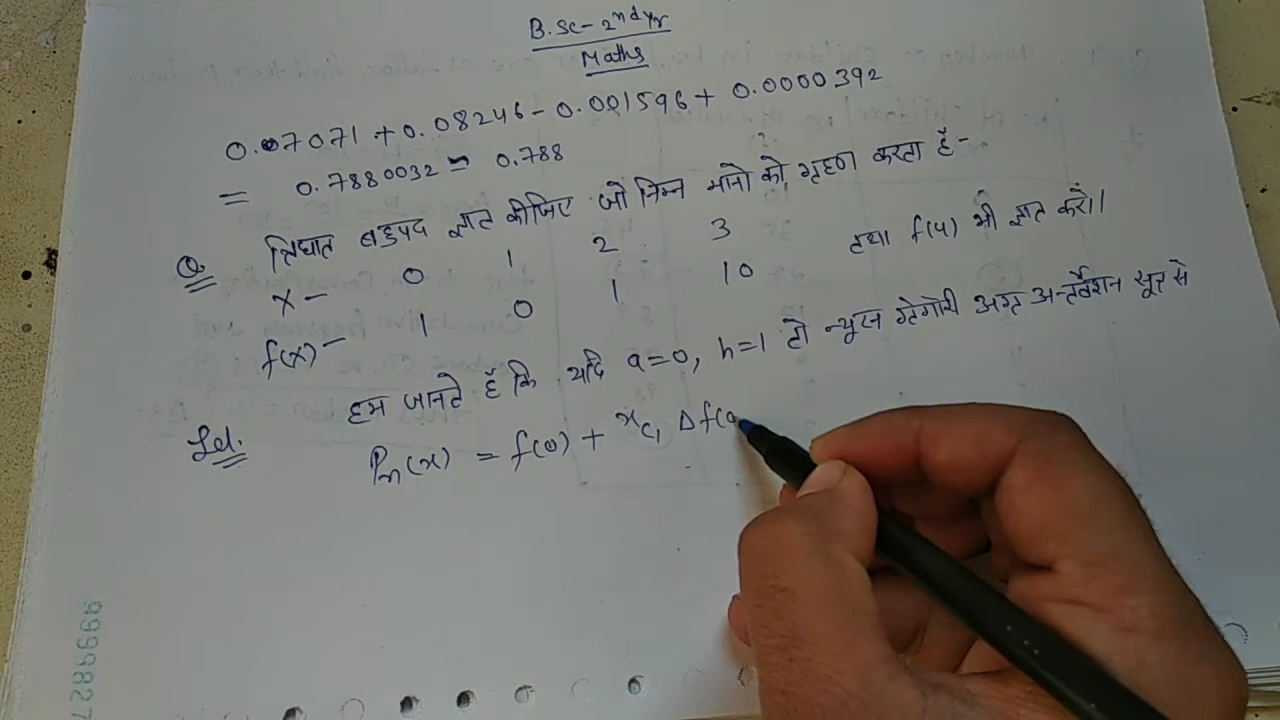 B.Sc-2nd yr
Maths
0.07071 + 0.08246 - 0.001596 + 0.0000392
= 0.7880032 ~ 0.788
Q. त्रिघात बहुपद ज्ञात कीजिए जो निम्न मानो को ग्रहण करता है-
x- 0 1 2 3 तथा f(4) भी ज्ञात करो।
f(x)- 1 0 1 10
Sol. हम जानते हैं कि यदि a=0, h=1 तो न्यूटन ग्रेगोरी अग्र अन्तर्वेशन सूत्र से
Pn(x) = f(0) + xC1 Δf(0
999982